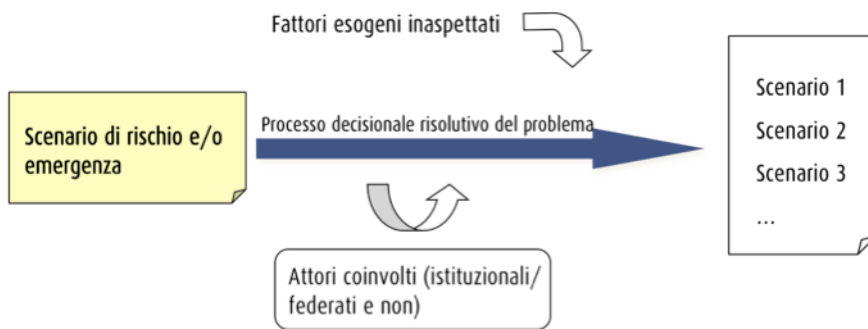 Fattori esogeni inaspettati
Scenario di rischio e/o
emergenza
Processo decisionale risolutivo del problema
Attori coinvolti (istituzionali/
federati e non)
Scenario 1
Scenario 2
Scenario 3
...